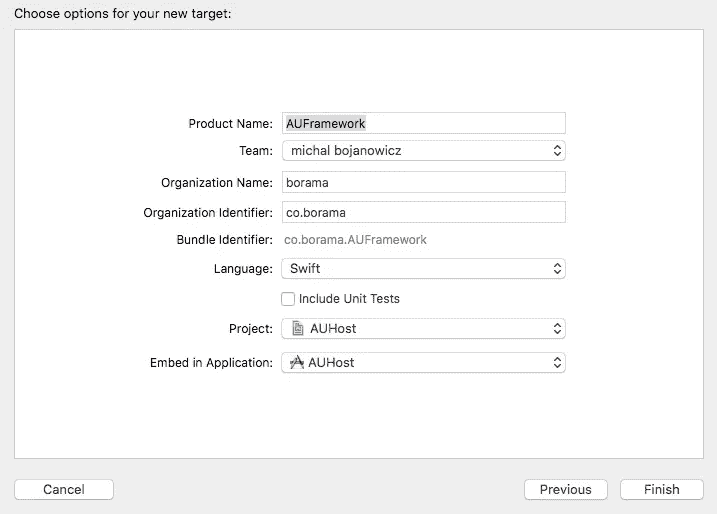 Choose options for your new target:
Product Name: AUFramework
Team: michal bojanowicz
Organization Name: borama
Organization Identifier: co.borama
Bundle Identifier: co.borama.AUFramework
Language: Swift
Include Unit Tests
Project: AUHost
Embed in Application: AUHost
Cancel Previous Finish